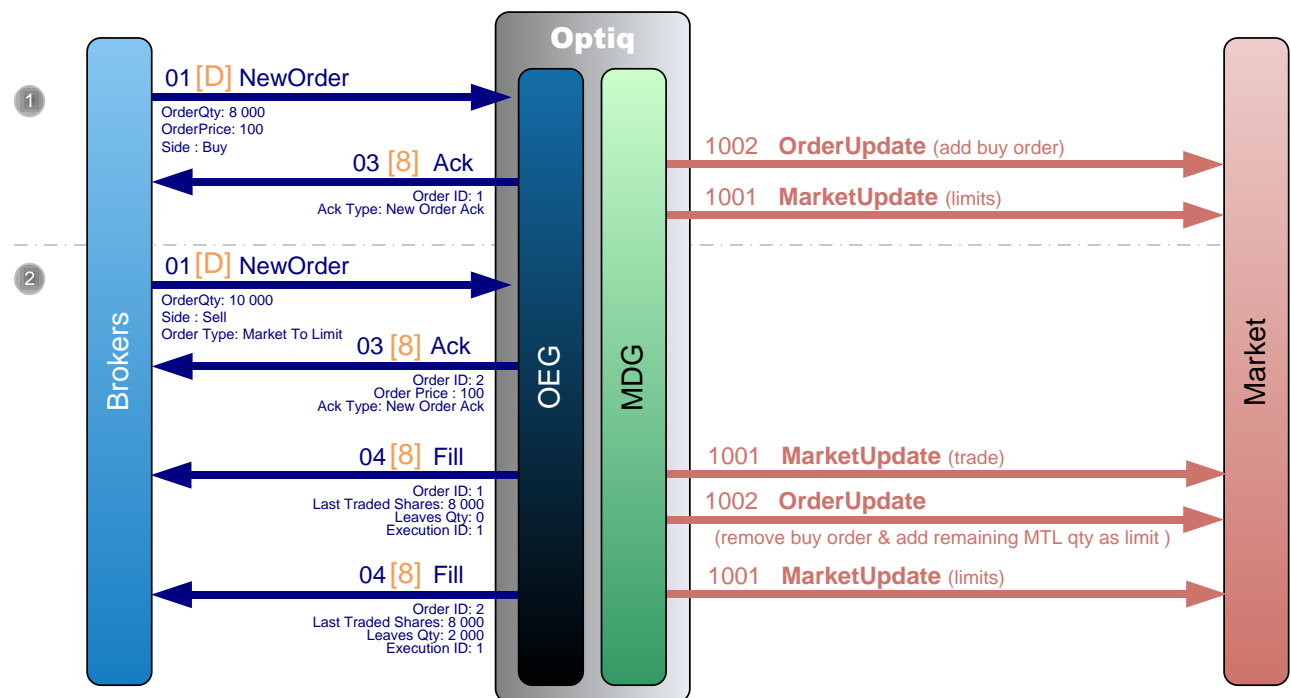 Optiq
1
01 [D] NewOrder
OrderQty: 8 000
OrderPrice: 100
Side : Buy
03 [8] Ack
Order ID: 1
Ack Type: New Order Ack
1002 OrderUpdate (add buy order)
1001 MarketUpdate (limits)
2
01 [D] NewOrder
OrderQty: 10 000
Side : Sell
Order Type: Market To Limit
03 [8] Ack
Order ID: 2
Order Price : 100
Ack Type: New Order Ack
Brokers
OEG
MDG
Market
04 [8] Fill
Order ID: 1
Last Traded Shares: 8 000
Leaves Qty: 0
Execution ID: 1
1001 MarketUpdate (trade)
1002 OrderUpdate
(remove buy order & add remaining MTL qty as limit )
04 [8] Fill
Order ID: 2
Last Traded Shares: 8 000
Leaves Qty: 2 000
Execution ID: 1
1001 MarketUpdate (limits)